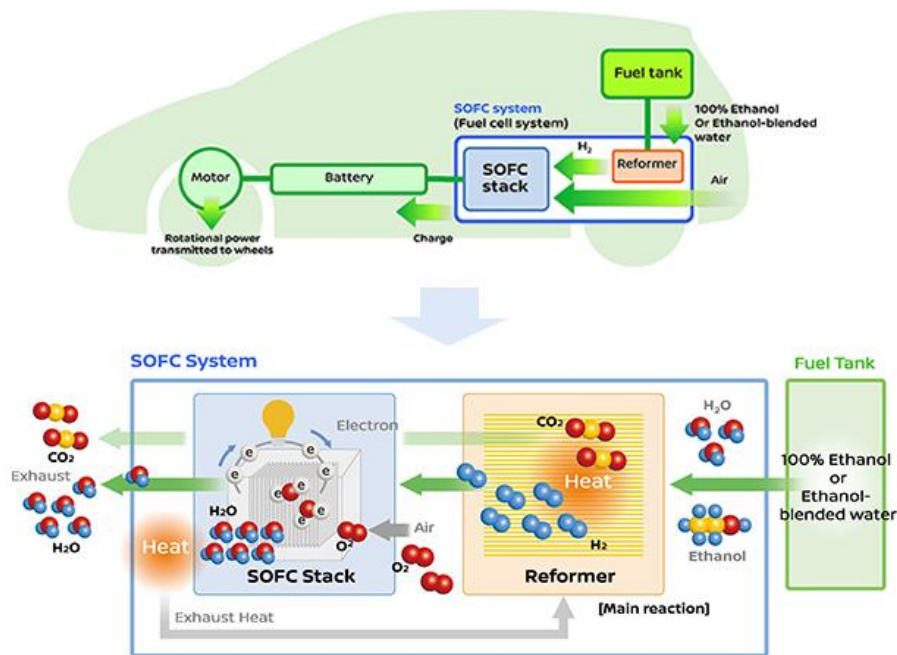 Fuel tank
SOFC system
(Fuel cell system)
100% Ethanol
Or Ethanol-blended
water
H2
Reformer
SOFC
stack
Air
Motor
Battery
Rotational power
transmitted to wheels
Charge
SOFC System
Fuel Tank
CO2
Exhaust
H2O
Electron
e
e
e
e
e
e
e
H2O
O2
Air
O2
SOFC Stack
Heat
Exhaust Heat
CO2
Heat
H2
Reformer
[Main reaction]
H2O
Ethanol
100% Ethanol
or
Ethanol-
blended water